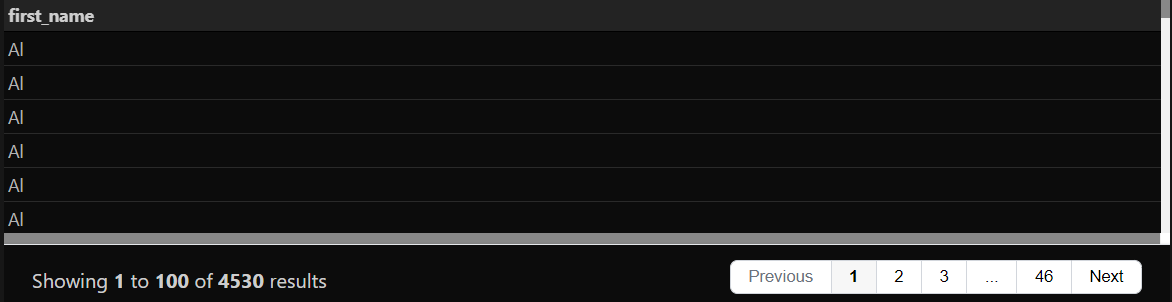 first_name
Al
Al
Al
Al
Al
Al
Showing 1 to 100 of 4530 results
Previous 1 2 3 ... 46 Next